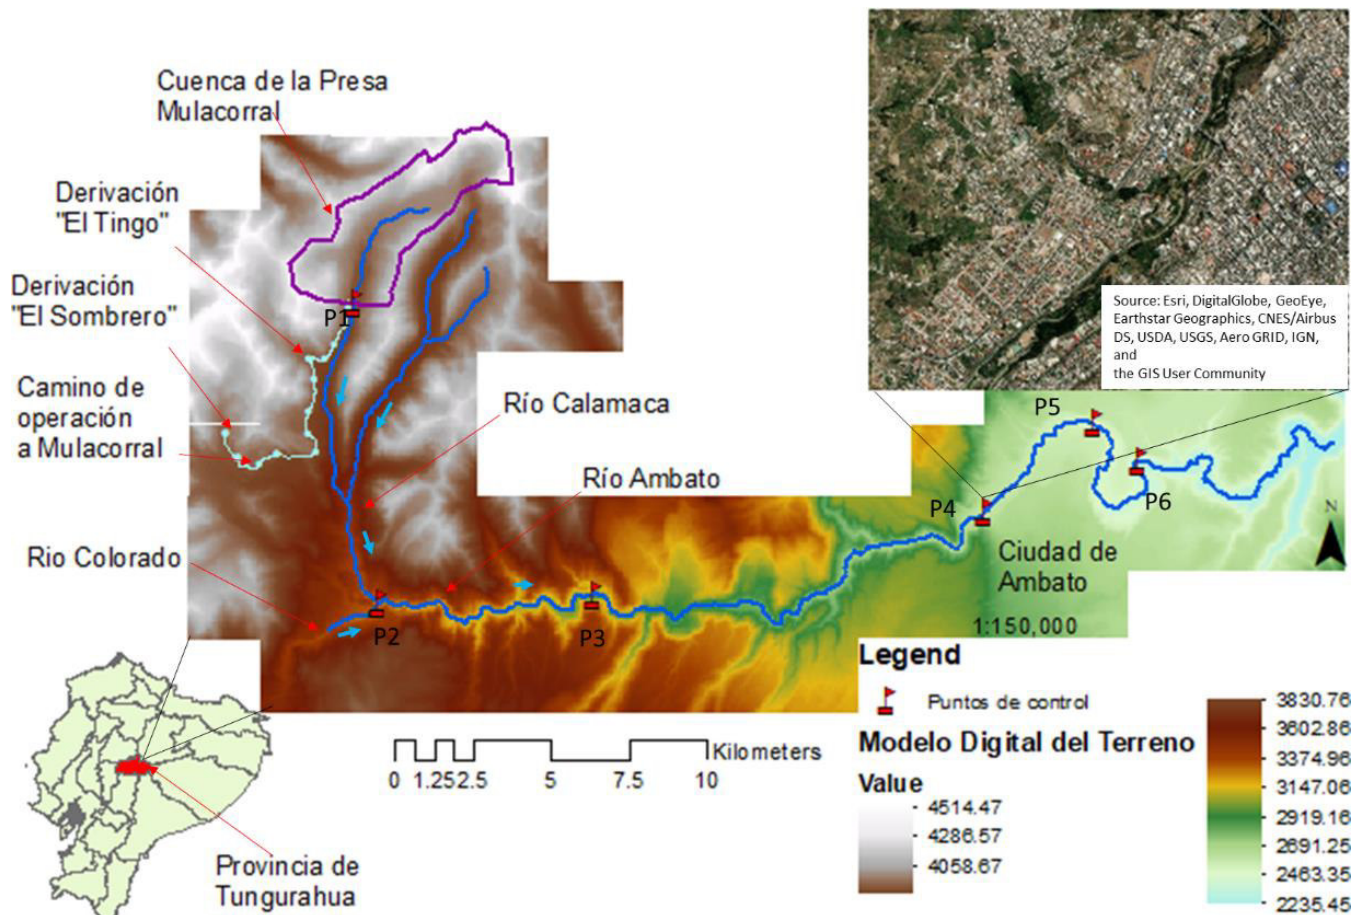 Cuenca de la Presa
Mulacorral
Derivación
"El Tingo"
Derivación
"El Sombrero"
Camino de
operación
a Mulacorral
Rio Colorado
P1
Río Calamaca
Río Ambato
P2
P3
P4
P5
P6
Source: Esri, DigitalGlobe, GeoEye,
Earthstar Geographics, CNES/Airbus
DS, USDA, USGS, Aero GRID, IGN,
and
the GIS User Community
N
Ciudad de
Ambato
1:150,000
Legend
Puntos de control
Modelo Digital del Terreno
Value
4514.47
4286.57
4058.67
3830.76
3602.86
3374.96
3147.06
2919.16
2691.25
2463.35
2235.45
Kilometers
0 1.25 2.5 5 7.5 10
Provincia de
Tungurahua